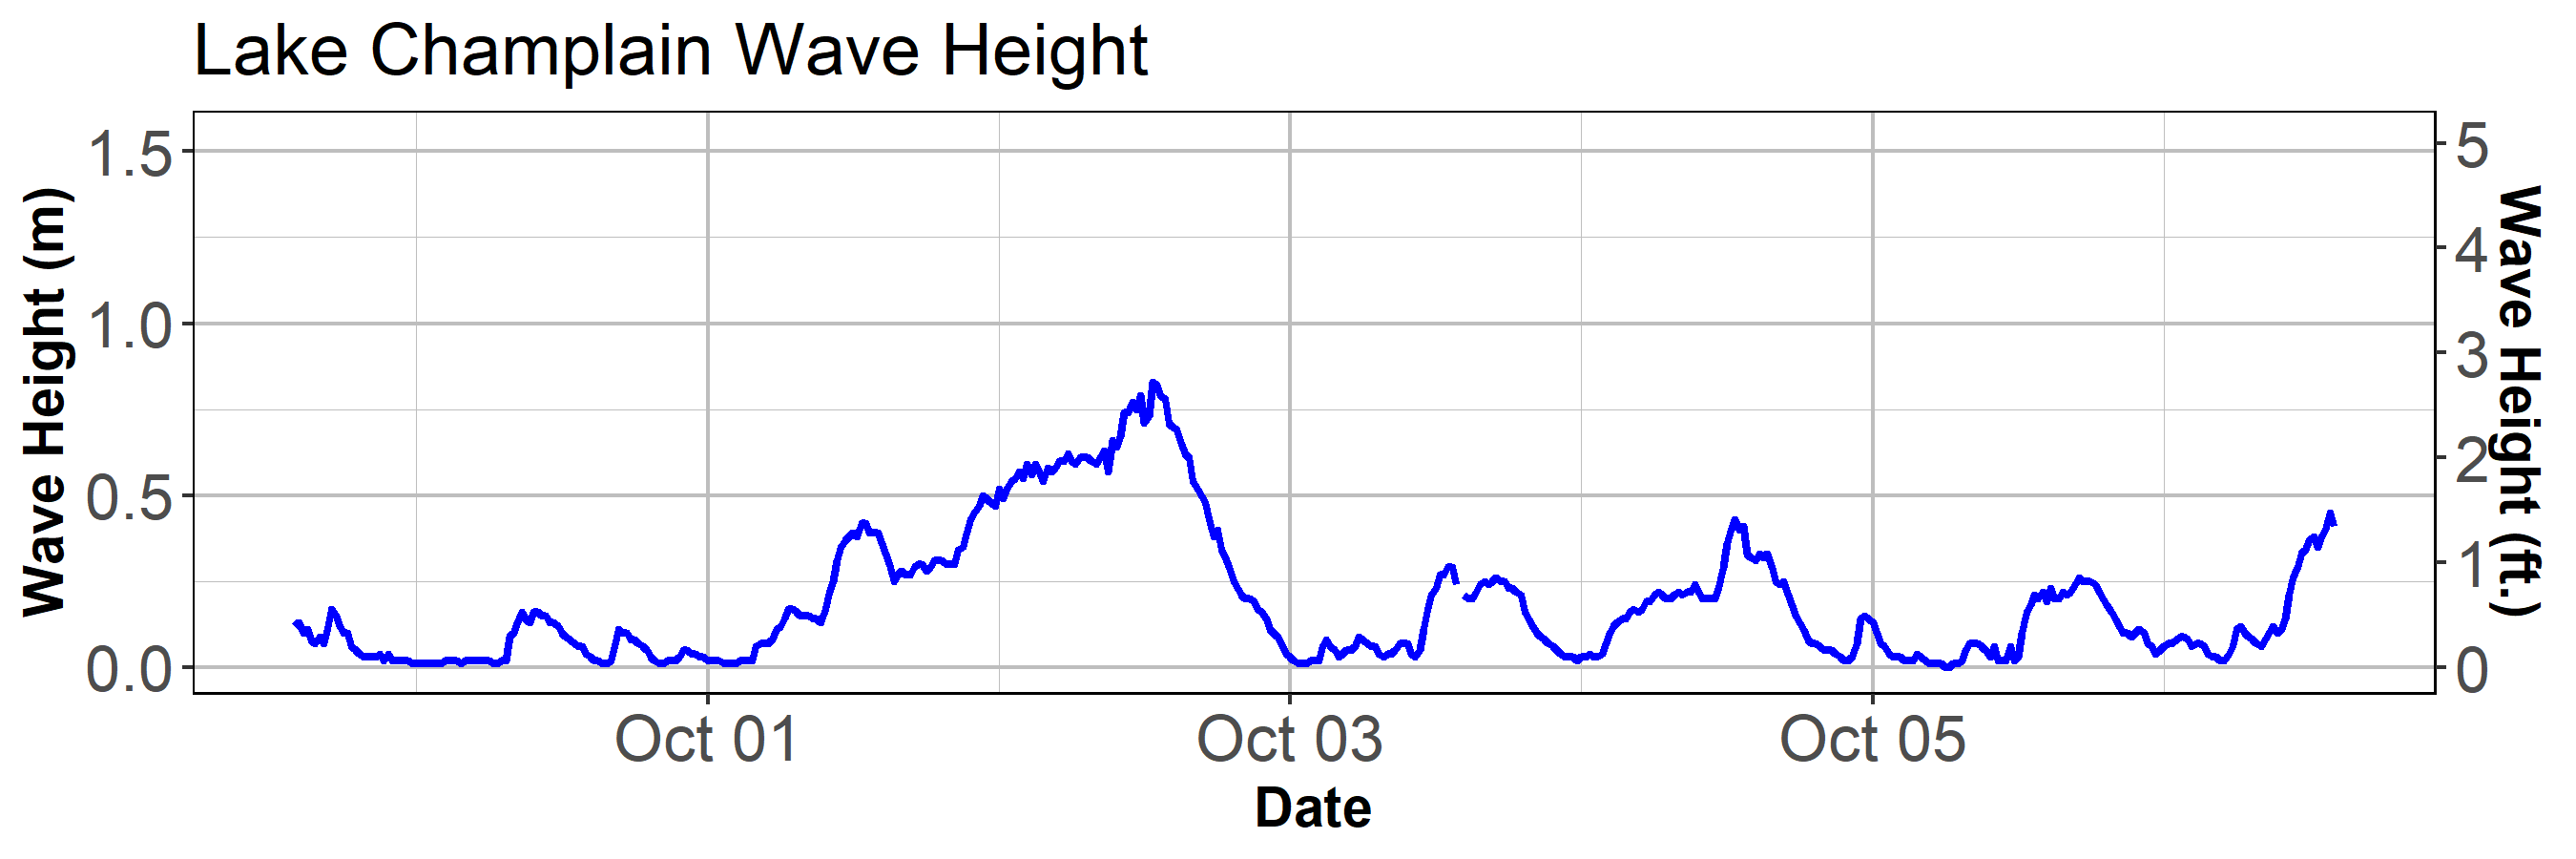 Lake Champlain Wave Height
Wave Height (m)
1.5
1.0
0.5
0.0
5
4
3
2
1
0
Wave Height (ft.)
Oct 01
Oct 03
Oct 05
Date